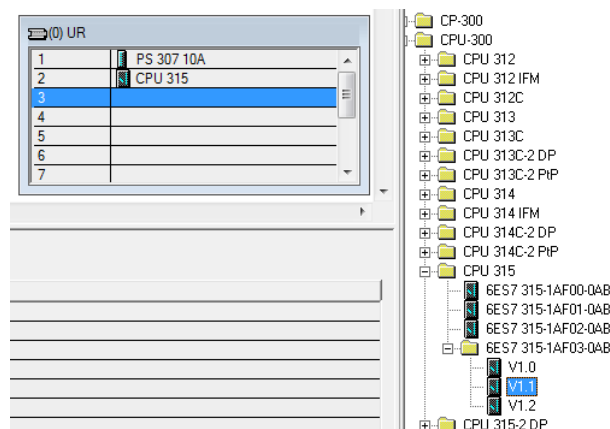 (0) UR
1 PS 307 10A
2 CPU 315
3
4
5
6
7
CP-300
CPU-300
CPU 312
CPU 312 IFM
CPU 312C
CPU 313
CPU 313C
CPU 313C-2 DP
CPU 313C-2 PtP
CPU 314
CPU 314 IFM
CPU 314C-2 DP
CPU 314C-2 PtP
CPU 315
6ES7 315-1AF00-0AB
6ES7 315-1AF01-0AB
6ES7 315-1AF02-0AB
6ES7 315-1AF03-0AB
V1.0
V1.1
V1.2
CPU 315-2 DP